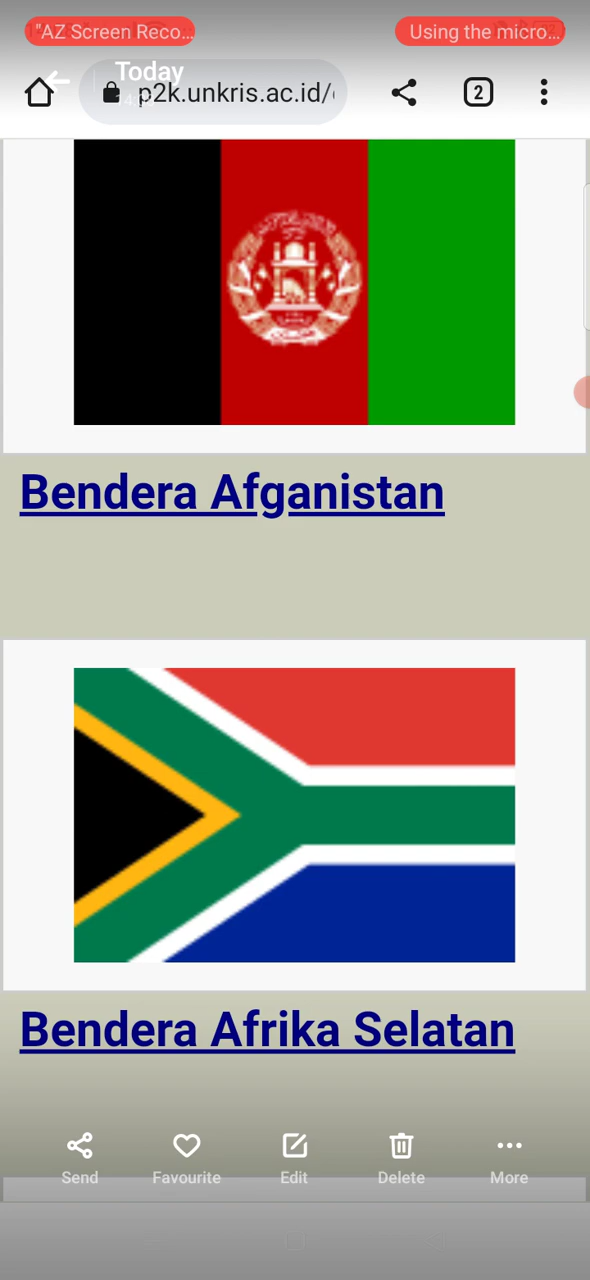 "AZ Screen Reco...
Using the micro...
Today
p2k.unkris.ac.id/
2
Bendera Afganistan
Bendera Afrika Selatan
Send
Favourite
Edit
Delete
More